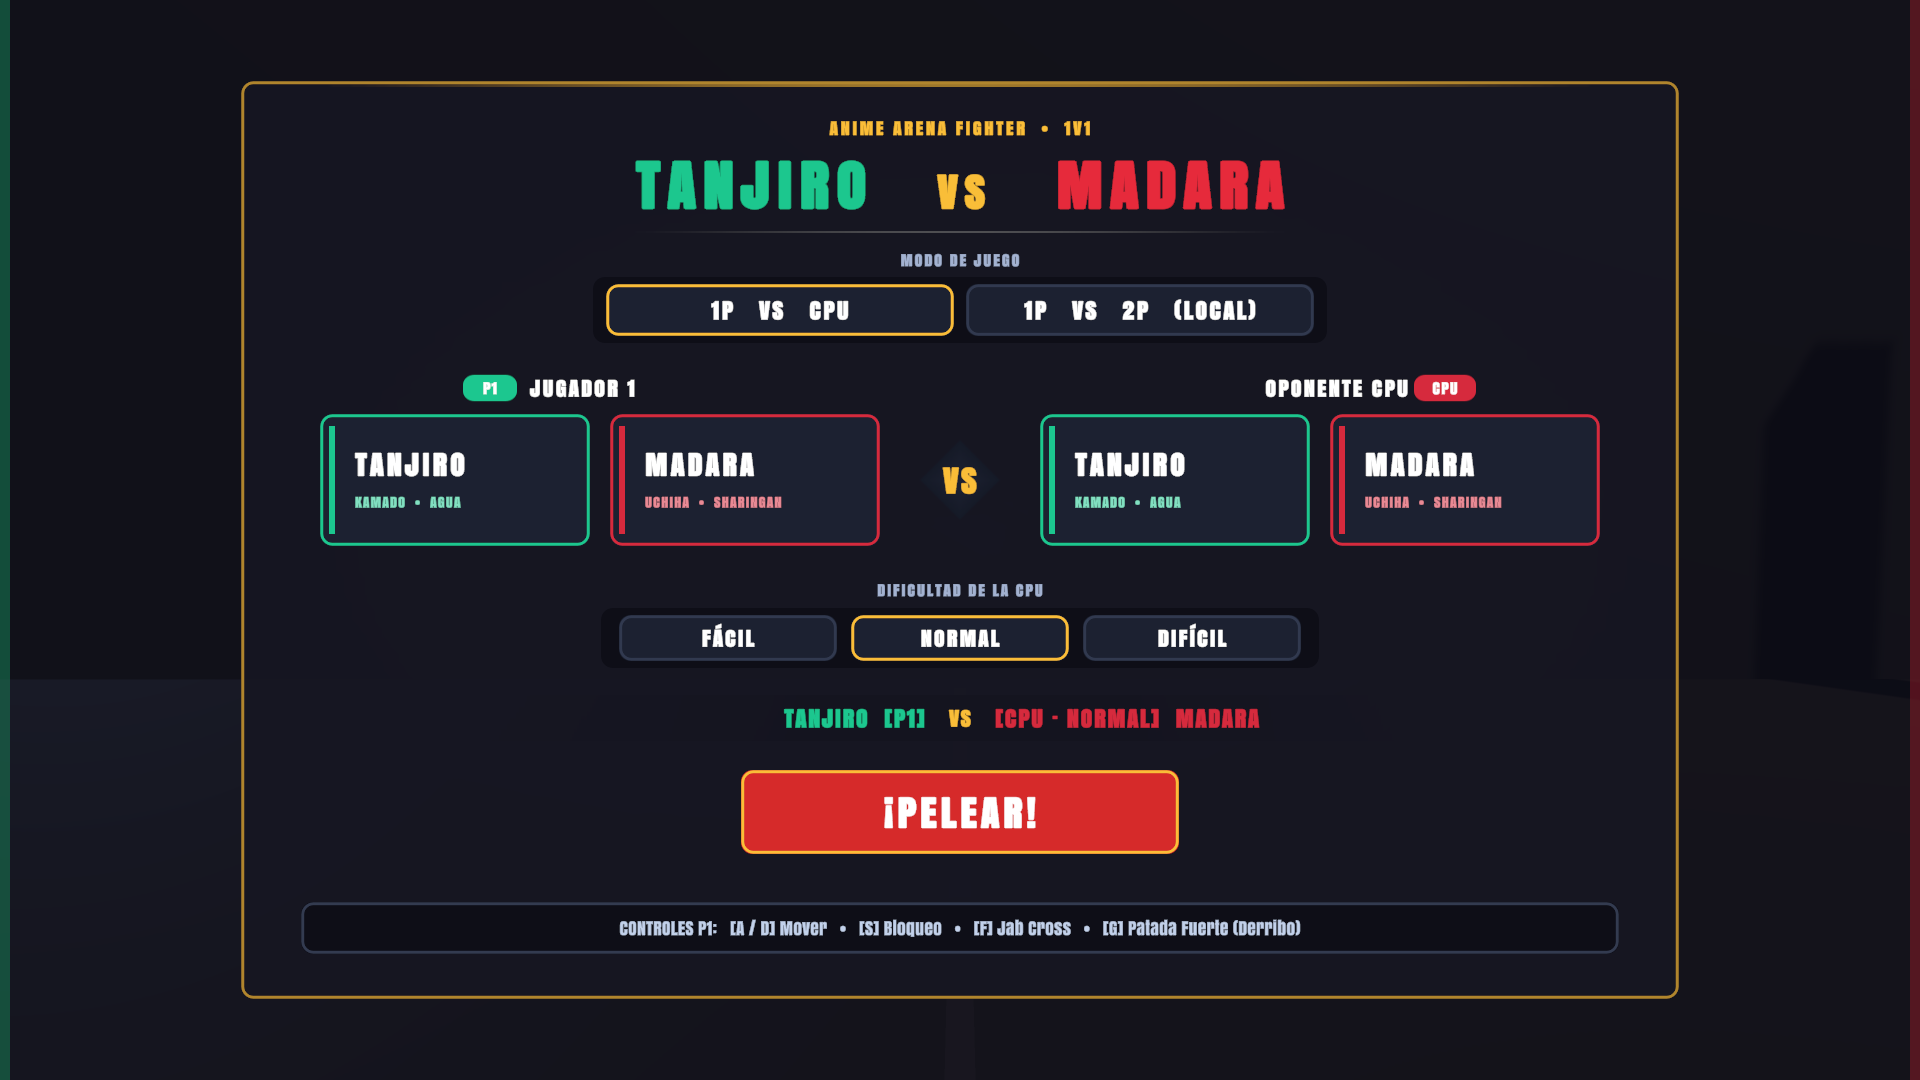 ANIME ARENA FIGHTER • 1V1
TANJIRO VS MADARA
MODO DE JUEGO
1P VS CPU
1P VS 2P (LOCAL)
P1 JUGADOR 1
OPONENTE CPU CPU
TANJIRO
KAMADO • AGUA
MADARA
UCHIHA • SHARINGAN
VS
TANJIRO
KAMADO • AGUA
MADARA
UCHIHA • SHARINGAN
DIFICULTAD DE LA CPU
FÁCIL
NORMAL
DIFÍCIL
TANJIRO [P1] VS [CPU · NORMAL] MADARA
¡PELEAR!
CONTROLES P1: [A / D] Mover • [S] Bloqueo • [F] Jab Cross • [G] Patada Fuerte (Derribo)